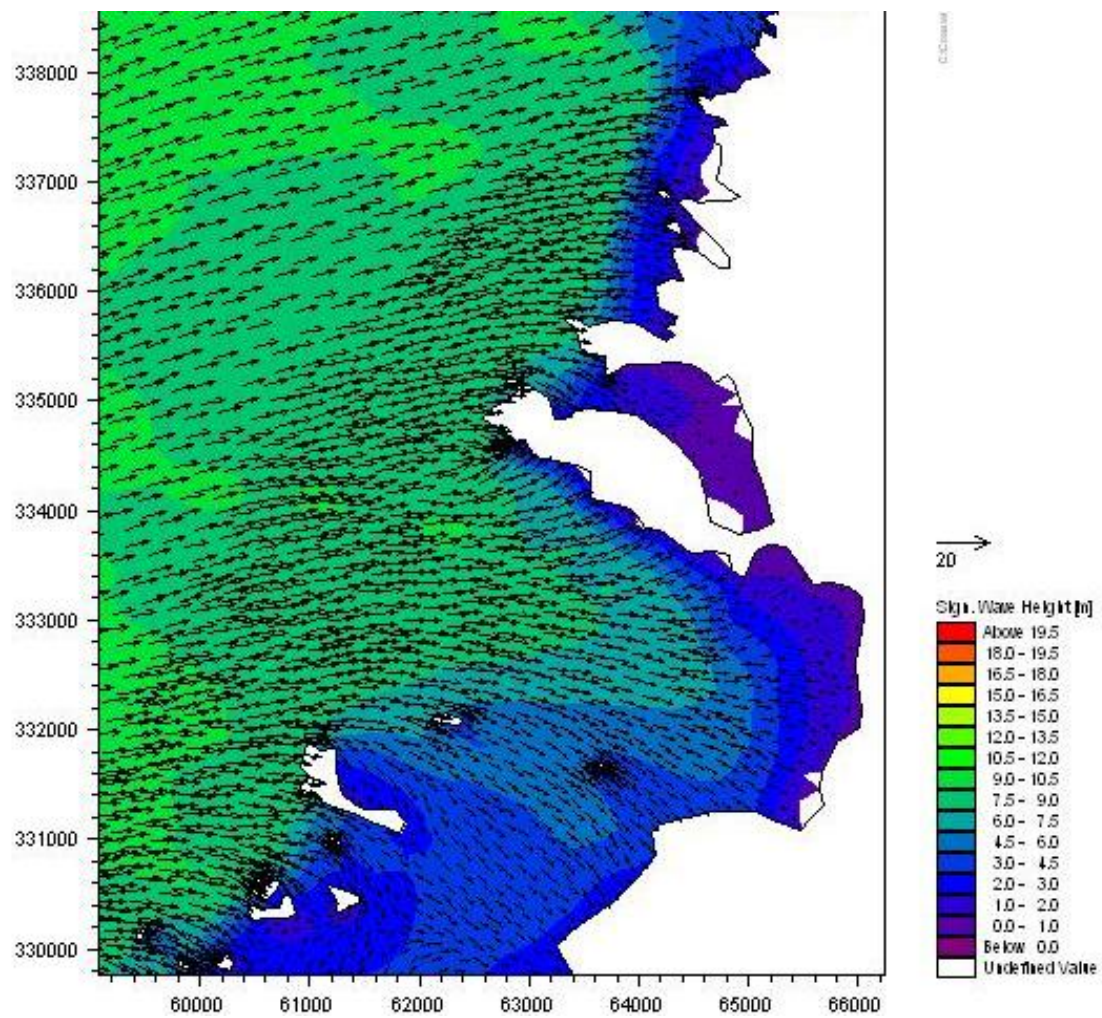 338000
337000
336000
335000
334000
333000
332000
331000
330000
60000 61000 62000 63000 64000 65000 66000
20
Sign. Wave Height [m]
Above 19.5
18.0 - 19.5
16.5 - 18.0
15.0 - 16.5
13.5 - 15.0
12.0 - 13.5
10.5 - 12.0
9.0 - 10.5
7.5 - 9.0
6.0 - 7.5
4.5 - 6.0
3.0 - 4.5
2.0 - 3.0
1.0 - 2.0
0.0 - 1.0
Below 0.0
Undefined Value